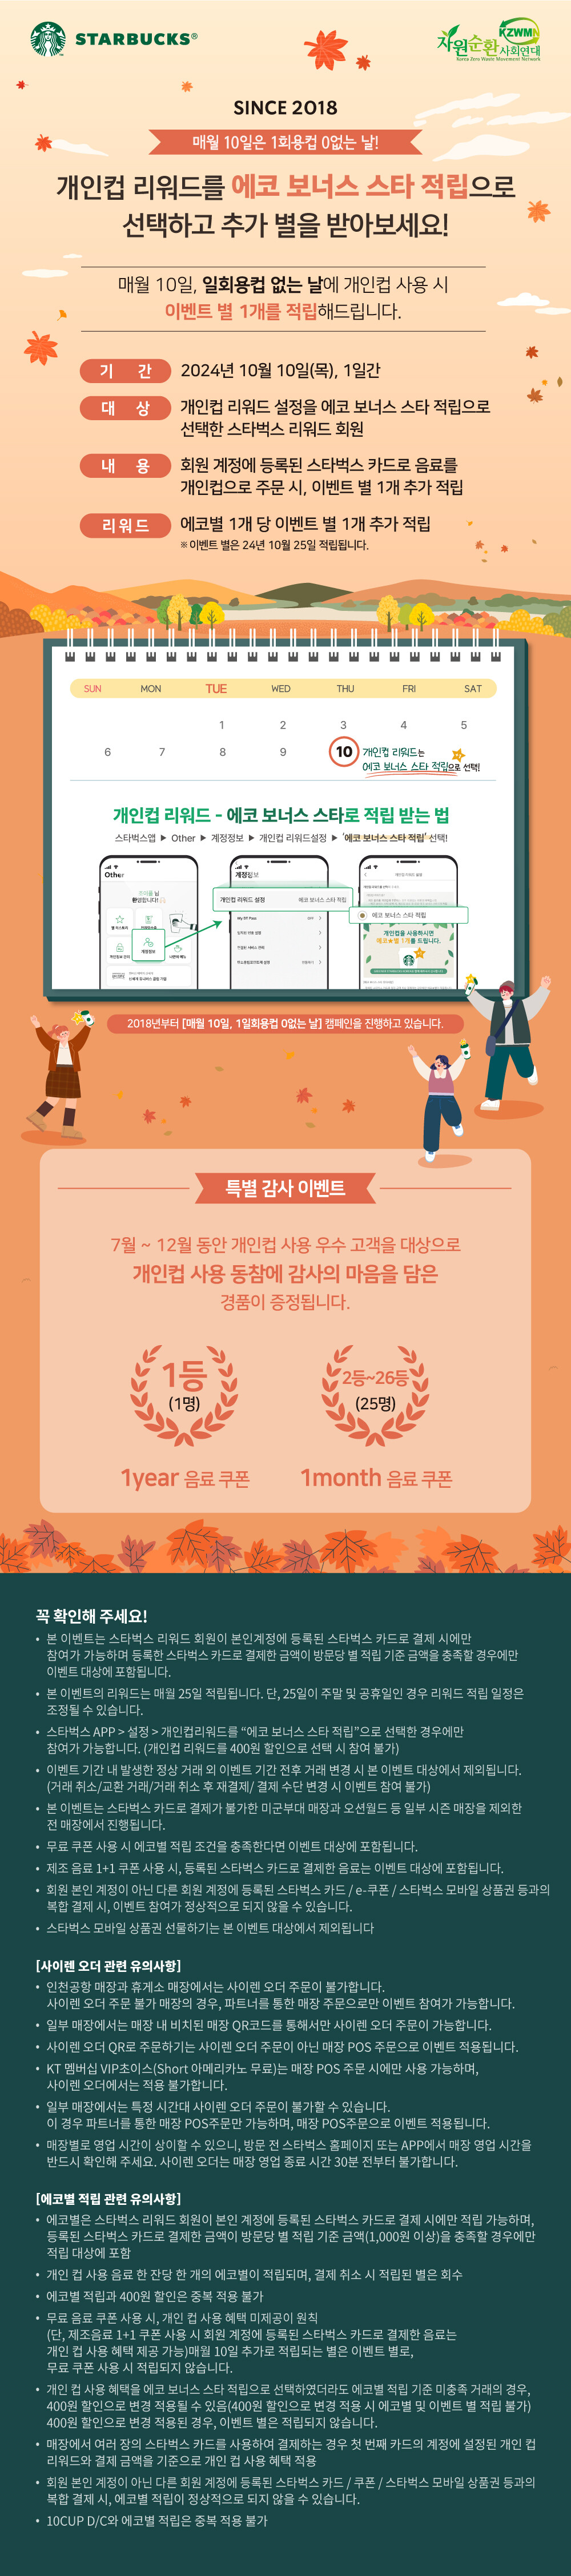 STARBUCKS®
자원순환사회연대
KZWMN
Korea Zero Waste Movement Network
SINCE 2018
매월 10일은 1회용컵 0없는 날!
개인컵 리워드를 에코 보너스 스타 적립으로
선택하고 추가 별을 받아보세요!
매월 10일, 일회용컵 없는 날에 개인컵 사용 시
이벤트 별 1개를 적립해드립니다.
기 간
2024년 10월 10일(목), 1일간
대 상
개인컵 리워드 설정을 에코 보너스 스타 적립으로
선택한 스타벅스 리워드 회원
내 용
회원 계정에 등록된 스타벅스 카드로 음료를
개인컵으로 주문 시, 이벤트 별 1개 추가 적립
리워드
에코별 1개 당 이벤트 별 1개 추가 적립
※ 이벤트 별은 24년 10월 25일 적립됩니다.
SUN MON TUE WED THU FRI SAT
1 2 3 4 5
6 7 8 9 10
개인컵 리워드는
에코 보너스 스타 적립으로 선택!
개인컵 리워드 - 에코 보너스 스타로 적립 받는 법
스타벅스앱 ▶ Other ▶ 계정정보 ▶ 개인컵 리워드설정 ▶ '에코 보너스 스타 적립' 선택!
Other
환영합니다!
계정정보
계정정보
개인컵 리워드 설정 에코 보너스 스타 적립
에코 보너스 스타 적립
개인컵을 사용하시면
에코★별 1개를 드립니다.
2018년부터 [매월 10일, 1일회용컵 0없는 날] 캠페인을 진행하고 있습니다.
특별 감사 이벤트
7월 ~ 12월 동안 개인컵 사용 우수 고객을 대상으로
개인컵 사용 동참에 감사의 마음을 담은
경품이 증정됩니다.
1등
(1명)
2등~26등
(25명)
1year 음료 쿠폰
1month 음료 쿠폰
꼭 확인해 주세요!
• 본 이벤트는 스타벅스 리워드 회원이 본인계정에 등록된 스타벅스 카드로 결제 시에만
참여가 가능하며 등록한 스타벅스 카드로 결제한 금액이 방문당 별 적립 기준 금액을 충족할 경우에만
이벤트 대상에 포함됩니다.
• 본 이벤트의 리워드는 매월 25일 적립됩니다. 단, 25일이 주말 및 공휴일인 경우 리워드 적립 일정은
조정될 수 있습니다.
• 스타벅스 APP > 설정 > 개인컵리워드를 “에코 보너스 스타 적립”으로 선택한 경우에만
참여가 가능합니다. (개인컵 리워드를 400원 할인으로 선택 시 참여 불가)
• 이벤트 기간 내 발생한 정상 거래 외 이벤트 기간 전후 거래 변경 시 본 이벤트 대상에서 제외됩니다.
(거래 취소/교환 거래/거래 취소 후 재결제/ 결제 수단 변경 시 이벤트 참여 불가)
• 본 이벤트는 스타벅스 카드로 결제가 불가한 미군부대 매장과 오션월드 등 일부 시즌 매장을 제외한
전 매장에서 진행됩니다.
• 무료 쿠폰 사용 시 에코별 적립 조건을 충족한다면 이벤트 대상에 포함됩니다.
• 제조 음료 1+1 쿠폰 사용 시, 등록된 스타벅스 카드로 결제한 음료는 이벤트 대상에 포함됩니다.
• 회원 본인 계정이 아닌 다른 회원 계정에 등록된 스타벅스 카드 / e-쿠폰 / 스타벅스 모바일 상품권 등과의
복합 결제 시, 이벤트 참여가 정상적으로 되지 않을 수 있습니다.
• 스타벅스 모바일 상품권 선물하기는 본 이벤트 대상에서 제외됩니다
[사이렌 오더 관련 유의사항]
• 인천공항 매장과 휴게소 매장에서는 사이렌 오더 주문이 불가합니다.
사이렌 오더 주문 불가 매장의 경우, 파트너를 통한 매장 주문으로만 이벤트 참여가 가능합니다.
• 일부 매장에서는 매장 내 비치된 매장 QR코드를 통해서만 사이렌 오더 주문이 가능합니다.
• 사이렌 오더 QR로 주문하기는 사이렌 오더 주문이 아닌 매장 POS 주문으로 이벤트 적용됩니다.
• KT 멤버십 VIP초이스(Short 아메리카노 무료)는 매장 POS 주문 시에만 사용 가능하며,
사이렌 오더에서는 적용 불가합니다.
• 일부 매장에서는 특정 시간대 사이렌 오더 주문이 불가할 수 있습니다.
이 경우 파트너를 통한 매장 POS주문만 가능하며, 매장 POS주문으로 이벤트 적용됩니다.
• 매장별로 영업 시간이 상이할 수 있으니, 방문 전 스타벅스 홈페이지 또는 APP에서 매장 영업 시간을
반드시 확인해 주세요. 사이렌 오더는 매장 영업 종료 시간 30분 전부터 불가합니다.
[에코별 적립 관련 유의사항]
• 에코별은 스타벅스 리워드 회원이 본인 계정에 등록된 스타벅스 카드로 결제 시에만 적립 가능하며,
등록된 스타벅스 카드로 결제한 금액이 방문당 별 적립 기준 금액(1,000원 이상)을 충족할 경우에만
적립 대상에 포함
• 개인 컵 사용 음료 한 잔당 한 개의 에코별이 적립되며, 결제 취소 시 적립된 별은 회수
• 에코별 적립과 400원 할인은 중복 적용 불가
• 무료 음료 쿠폰 사용 시, 개인 컵 사용 혜택 미제공이 원칙
(단, 제조음료 1+1 쿠폰 사용 시 회원 계정에 등록된 스타벅스 카드로 결제한 음료는
개인 컵 사용 혜택 제공 가능)매월 10일 추가로 적립되는 별은 이벤트 별로,
무료 쿠폰 사용 시 적립되지 않습니다.
• 개인 컵 사용 혜택을 에코 보너스 스타 적립으로 선택하였더라도 에코별 적립 기준 미충족 거래의 경우,
400원 할인으로 변경 적용될 수 있음(400원 할인으로 변경 적용 시 에코별 및 이벤트 별 적립 불가)
400원 할인으로 변경 적용된 경우, 이벤트 별은 적립되지 않습니다.
• 매장에서 여러 장의 스타벅스 카드를 사용하여 결제하는 경우 첫 번째 카드의 계정에 설정된 개인 컵
리워드와 결제 금액을 기준으로 개인 컵 사용 혜택 적용
• 회원 본인 계정이 아닌 다른 회원 계정에 등록된 스타벅스 카드 / 쿠폰 / 스타벅스 모바일 상품권 등과의
복합 결제 시, 에코별 적립이 정상적으로 되지 않을 수 있습니다.
• 10CUP D/C와 에코별 적립은 중복 적용 불가